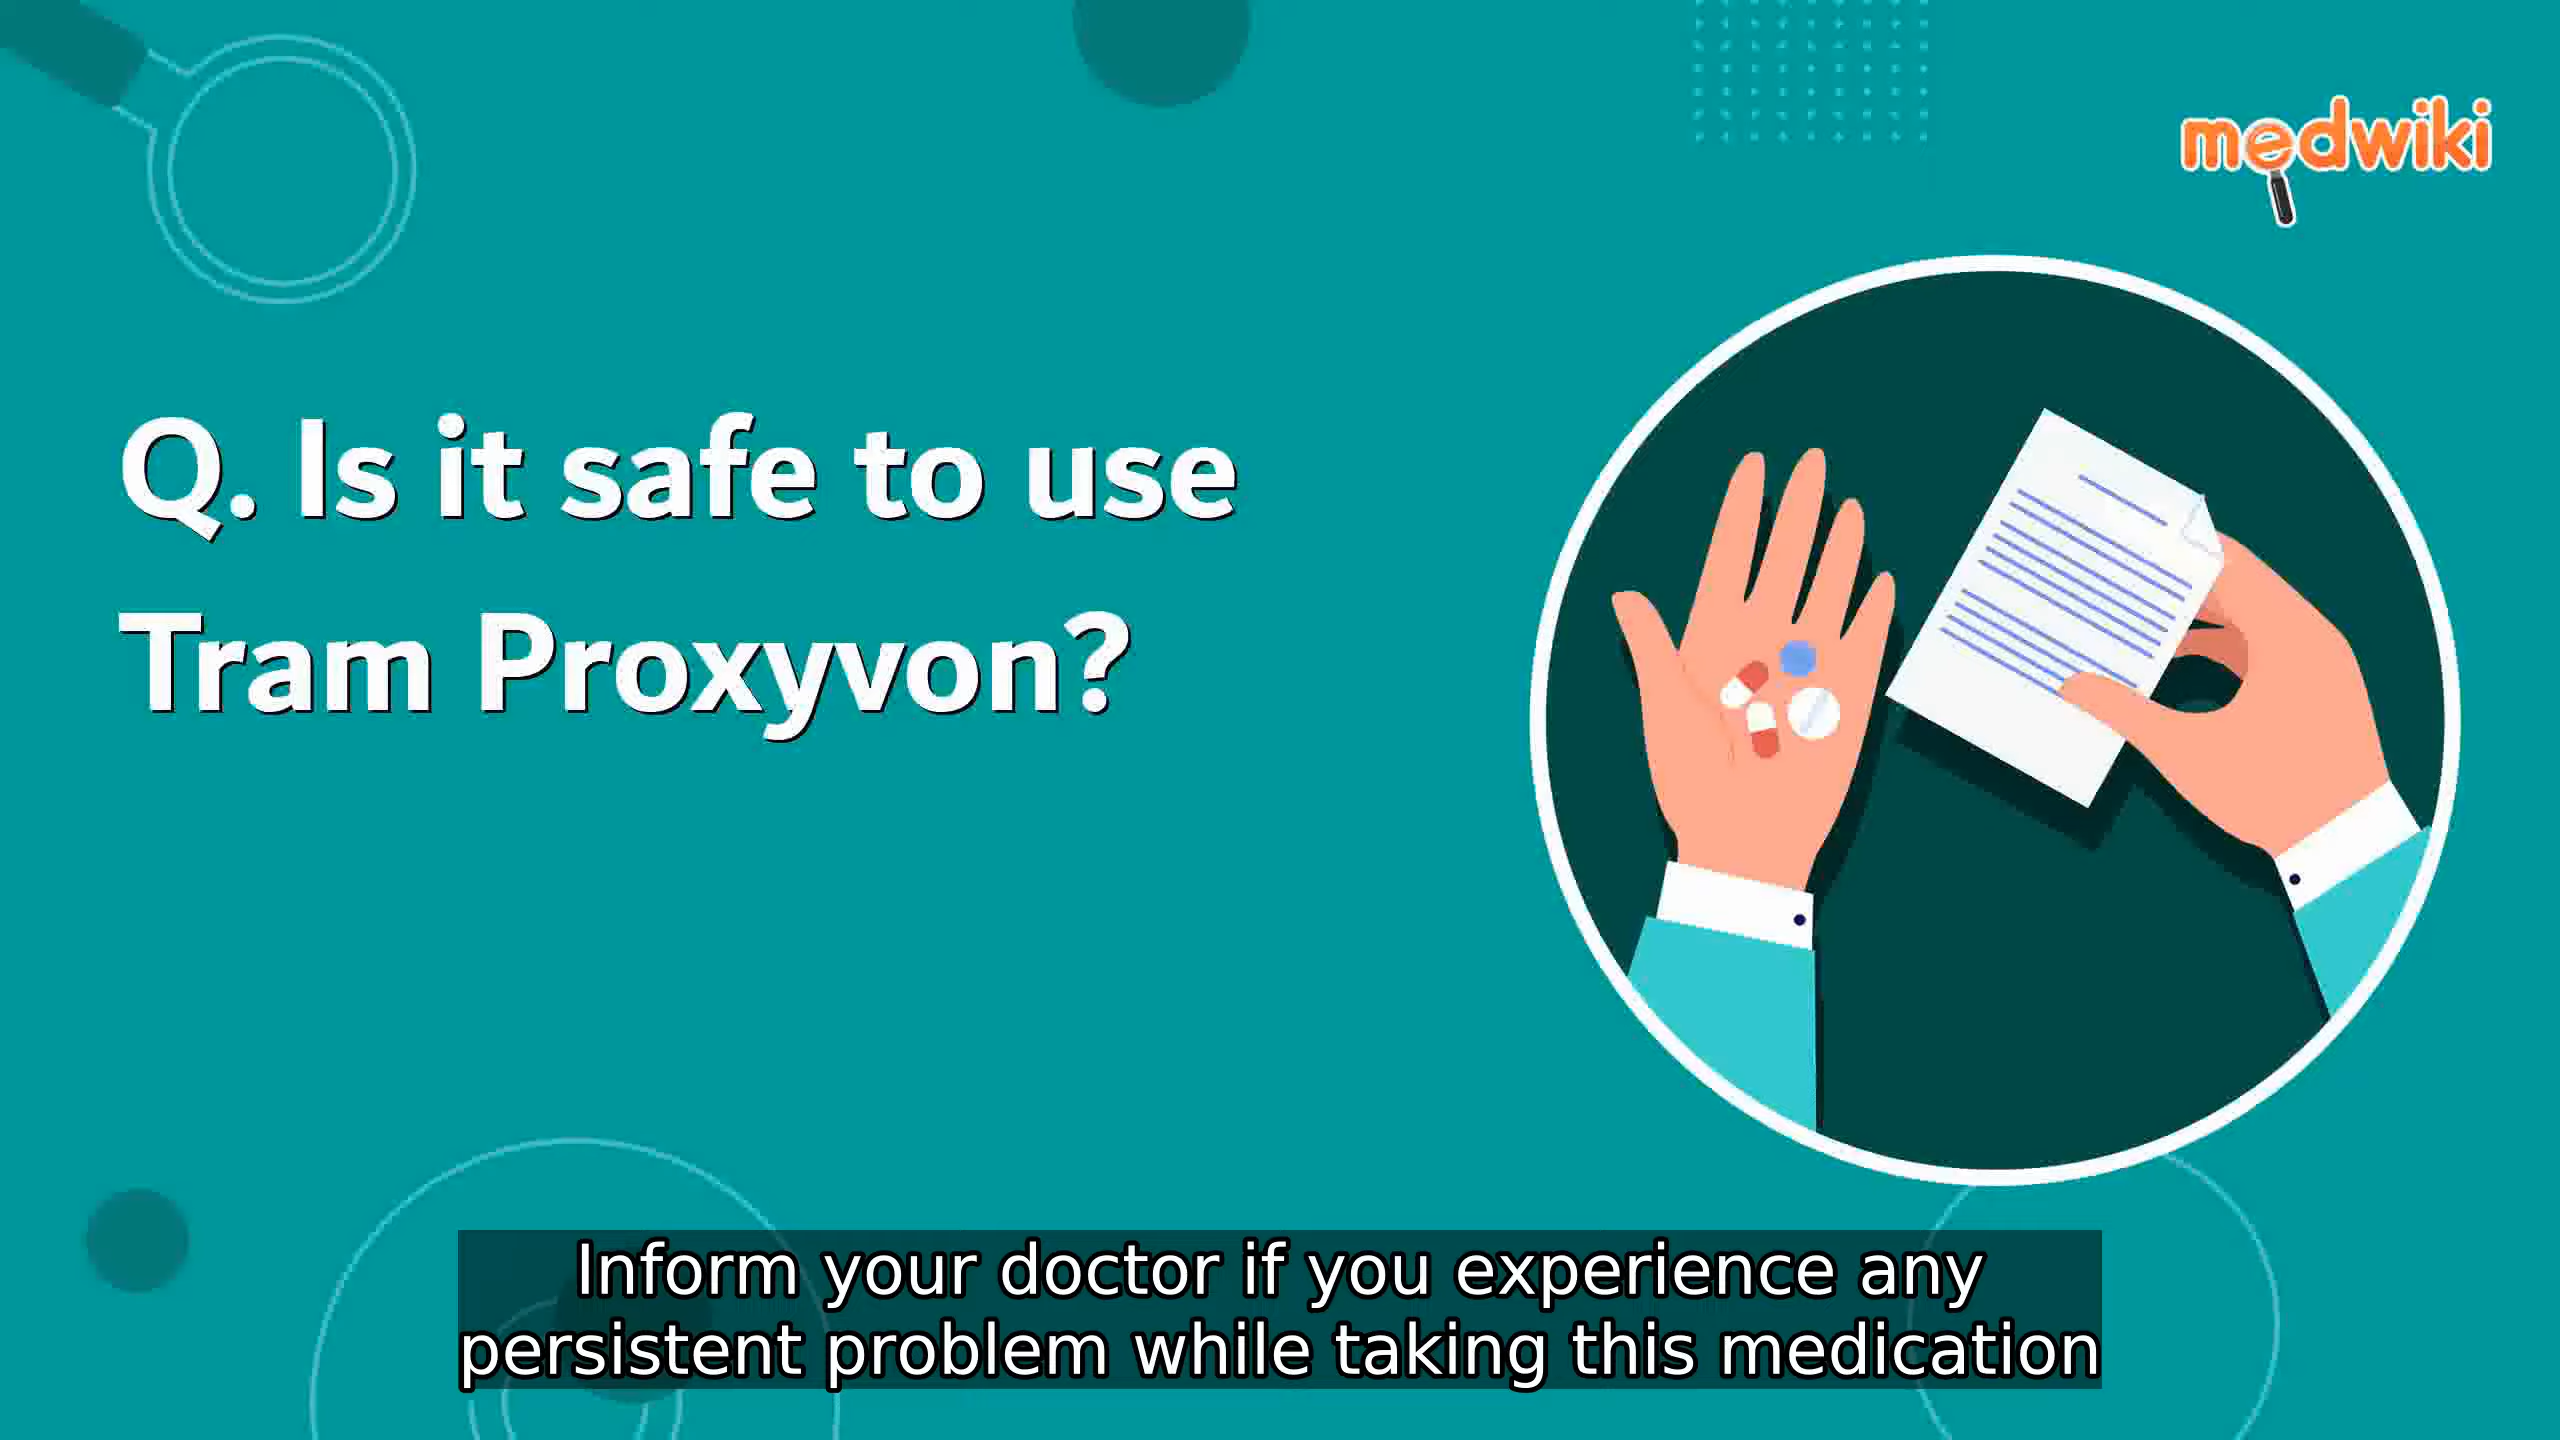 medwiki
Q. Is it safe to use
Tram Proxyvon?
Inform your doctor if you experience any
persistent problem while taking this medication